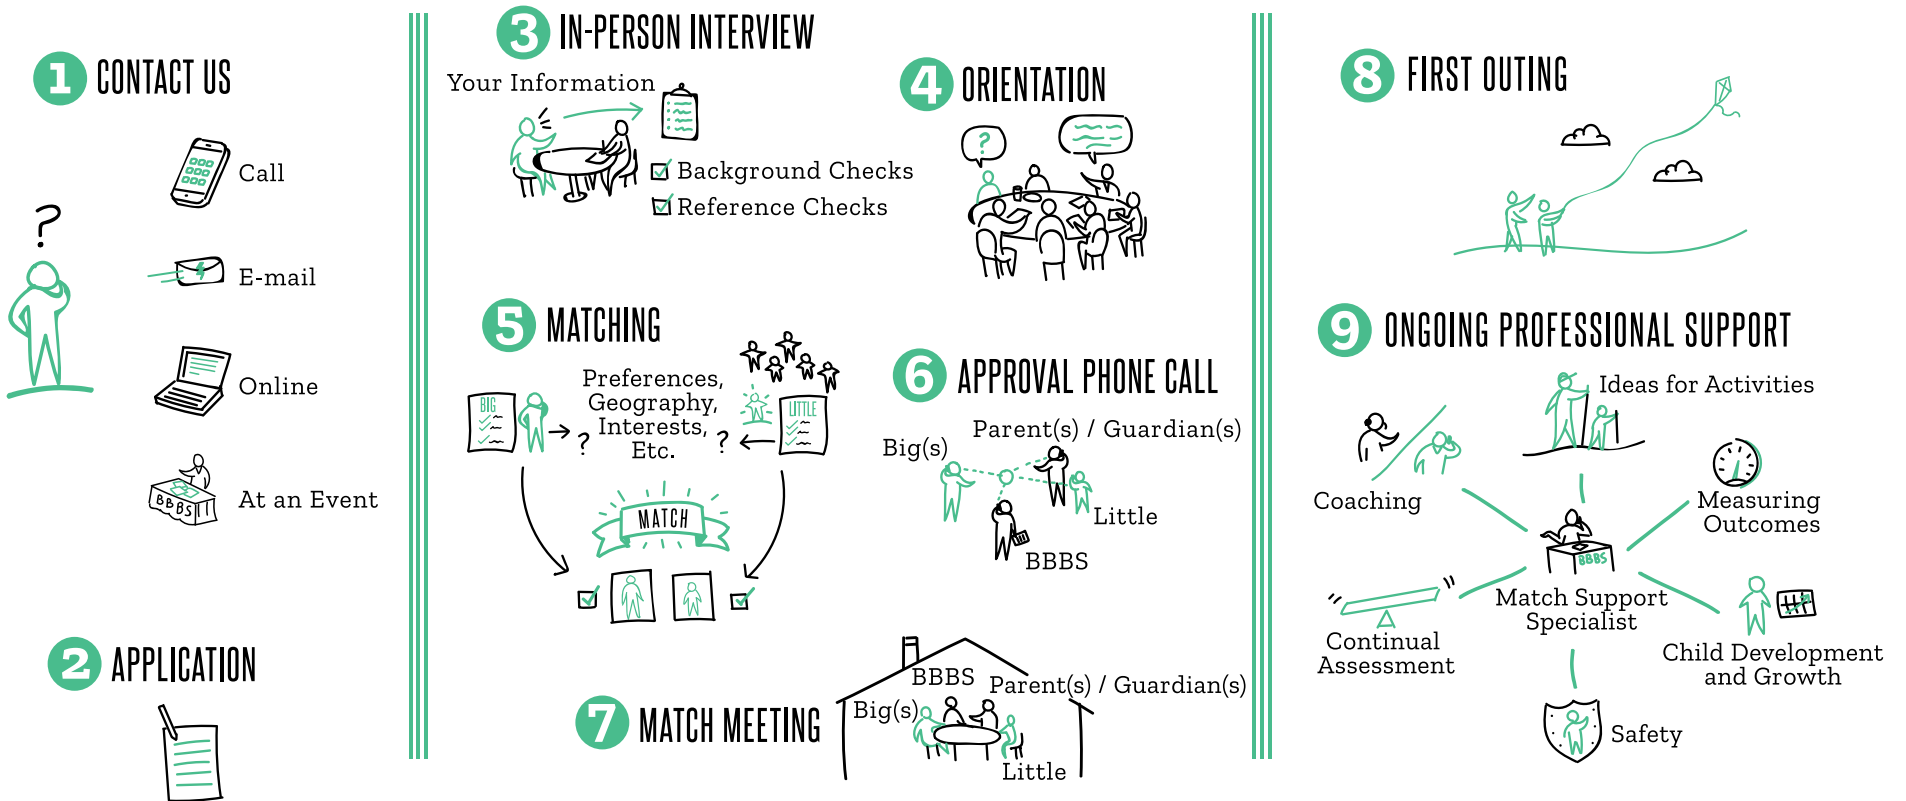 1 CONTACT US
?
Call
E-mail
Online
BBBS
At an Event
2 APPLICATION
3 IN-PERSON INTERVIEW
Your Information
Background Checks
Reference Checks
4 ORIENTATION
?
5 MATCHING
BIG
Preferences,
Geography,
Interests,
Etc.
?
?
LITTLE
MATCH
6 APPROVAL PHONE CALL
Parent(s) / Guardian(s)
Big(s)
Little
BBBS
7 MATCH MEETING
BBBS
Parent(s) / Guardian(s)
Big(s)
Little
8 FIRST OUTING
9 ONGOING PROFESSIONAL SUPPORT
Ideas for Activities
Coaching
Measuring
Outcomes
BBBS
Match Support
Specialist
Continual
Assessment
Child Development
and Growth
Safety